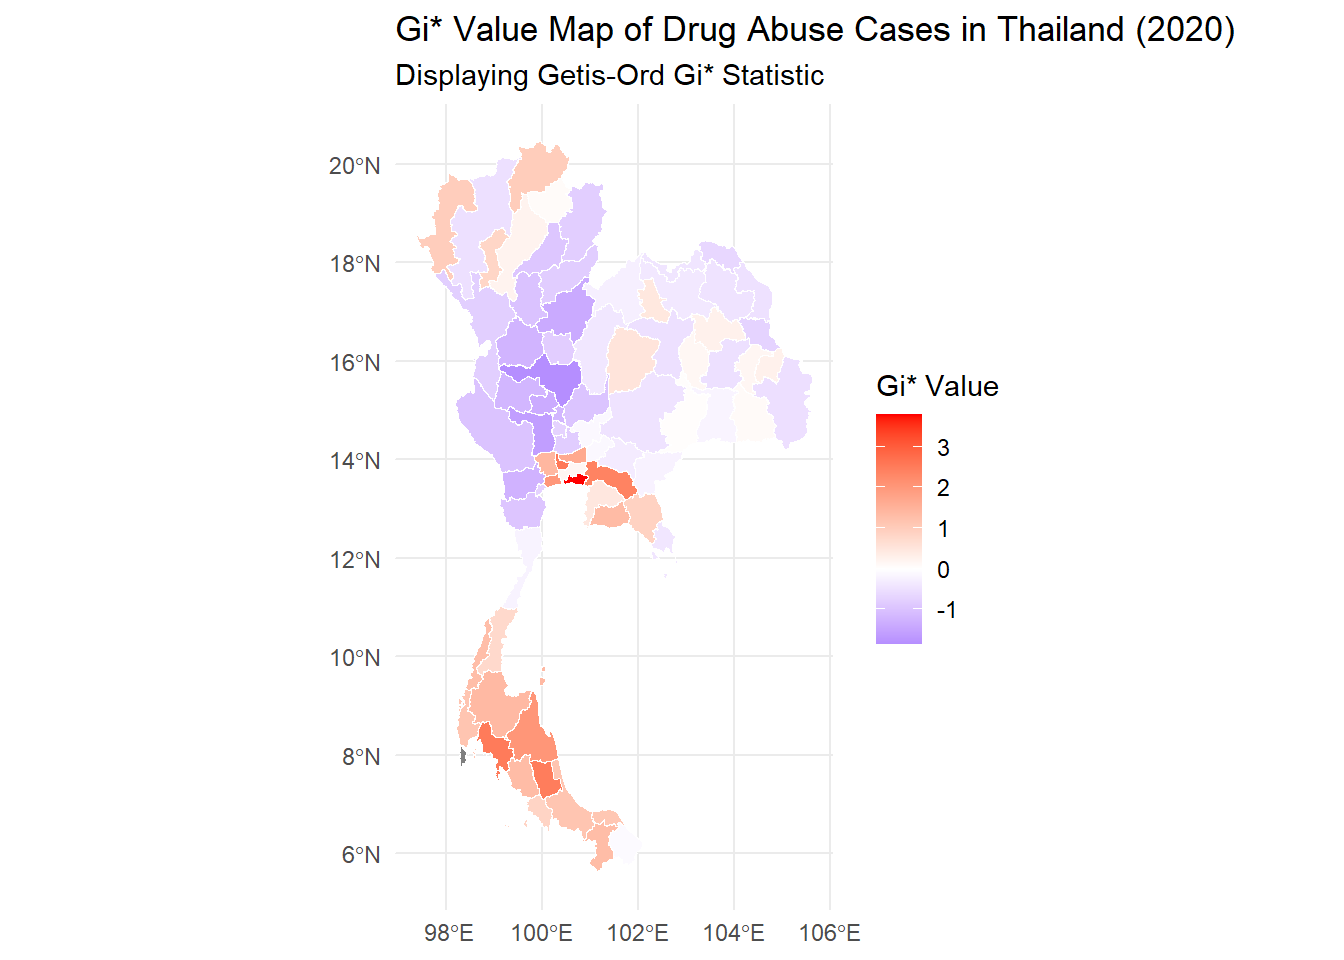 Gi* Value Map of Drug Abuse Cases in Thailand (2020)
Displaying Getis-Ord Gi* Statistic
20°N
18°N
16°N
14°N
12°N
10°N
8°N
6°N
98°E 100°E 102°E 104°E 106°E
Gi* Value
3
2
1
0
-1